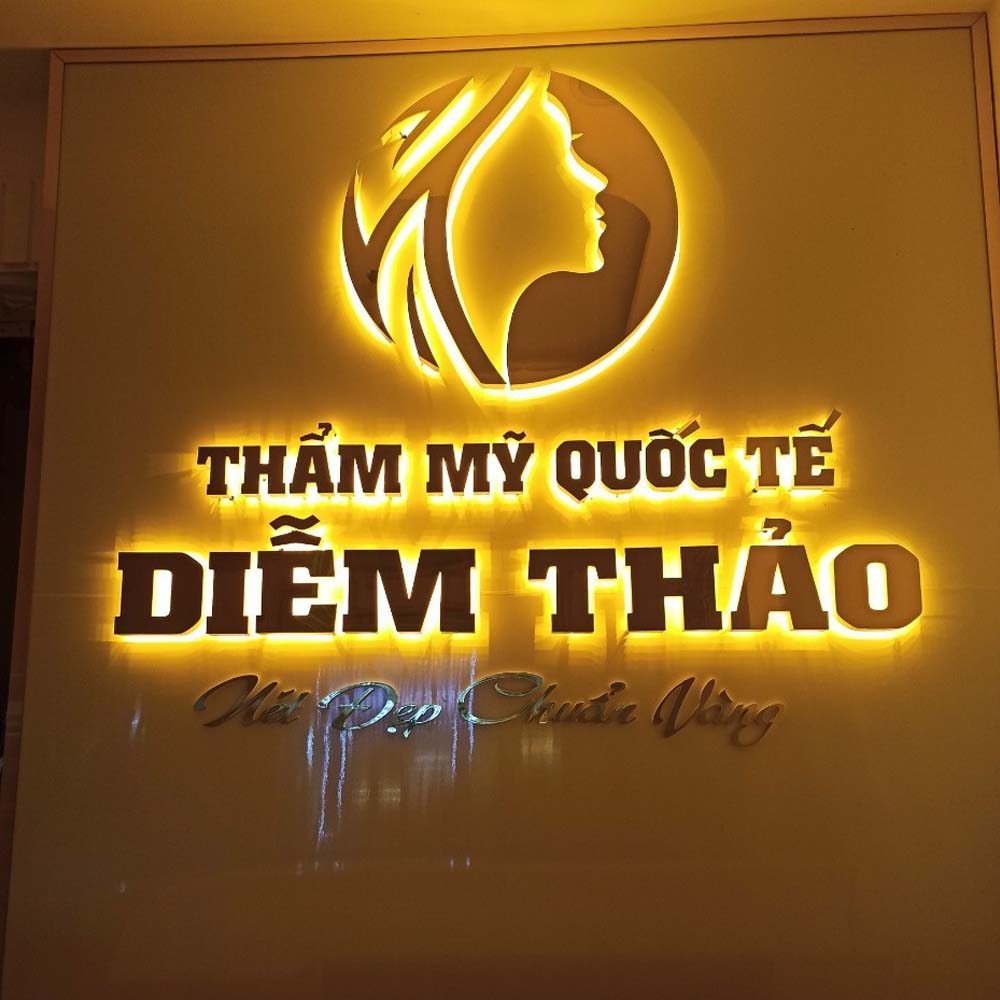 THẨM MỸ QUỐC TẾ
DIỄM THẢO
Nét Đẹp Chuẩn Vàng